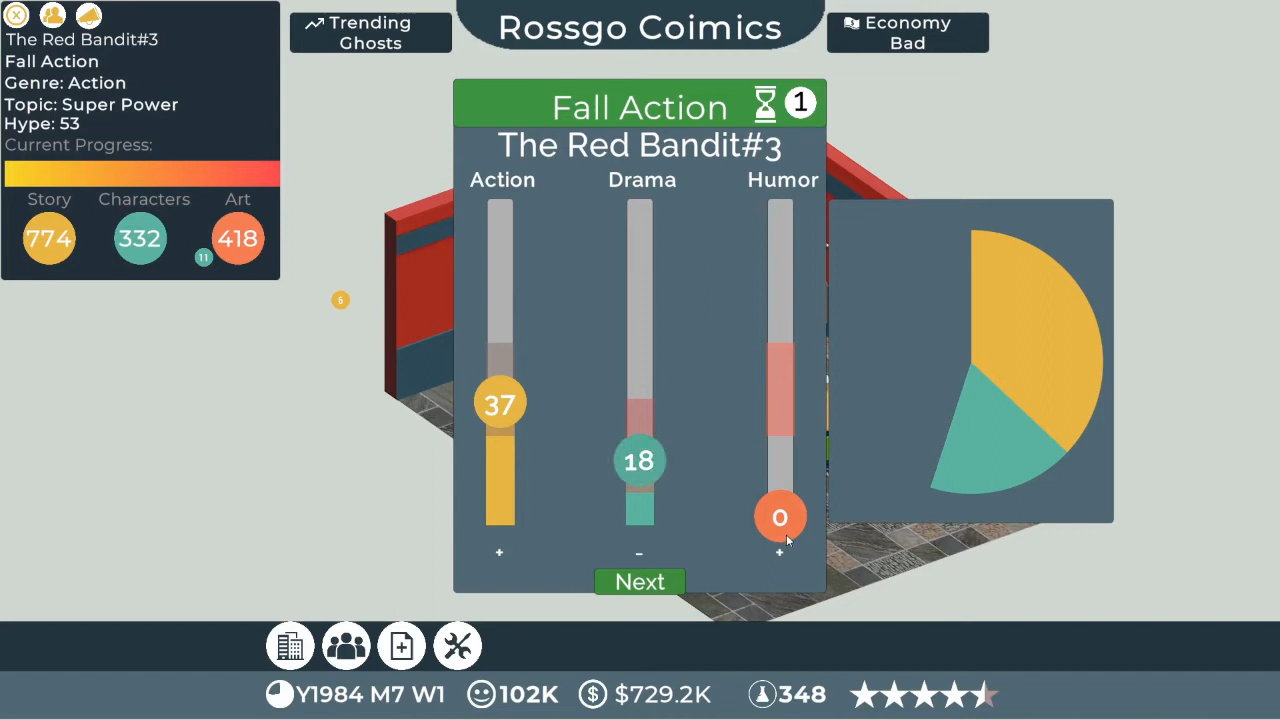 The Red Bandit#3
Fall Action
Genre: Action
Topic: Super Power
Hype: 53
Current Progress:
Story Characters Art
774 332 418
11
6
Trending
Ghosts
Rossgo Coimics
Economy
Bad
Fall Action 1
The Red Bandit#3
Action Drama Humor
37 18 0
+ - +
Next
Y1984 M7 W1 102K $ $729.2K 348